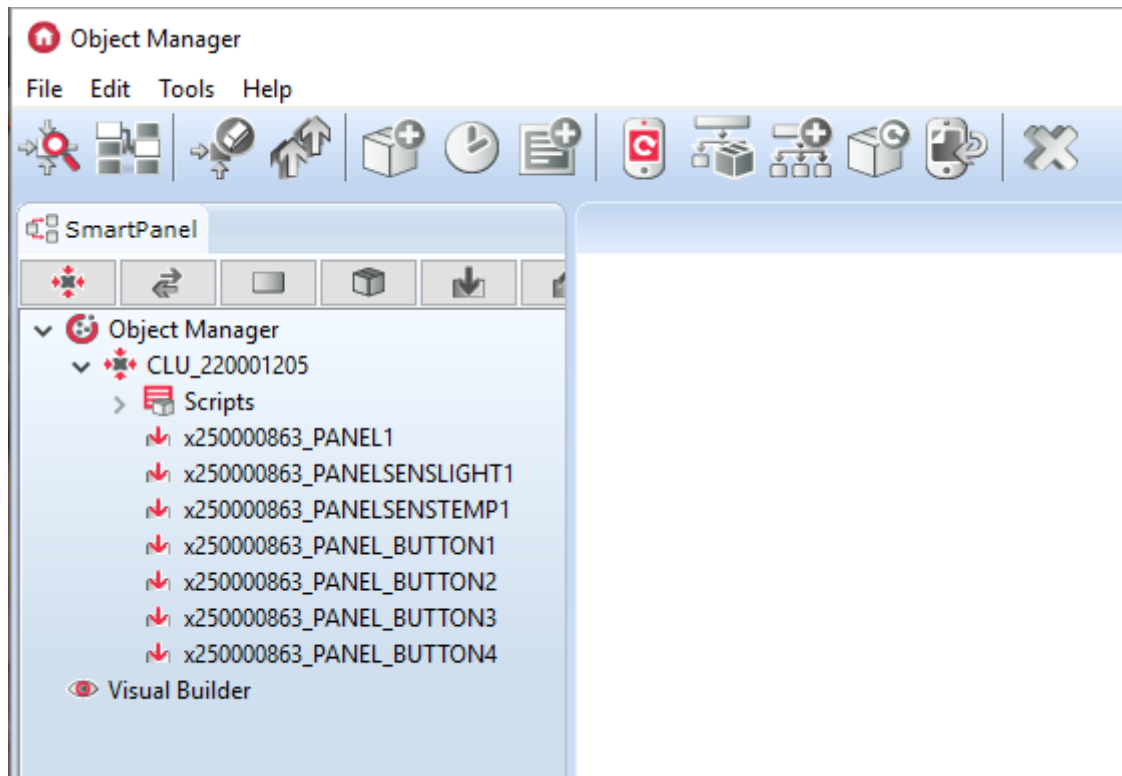 Object Manager
File Edit Tools Help
SmartPanel
Object Manager
CLU_220001205
Scripts
x250000863_PANEL1
x250000863_PANELSENSLIGHT1
x250000863_PANELSENSTEMP1
x250000863_PANEL_BUTTON1
x250000863_PANEL_BUTTON2
x250000863_PANEL_BUTTON3
x250000863_PANEL_BUTTON4
Visual Builder